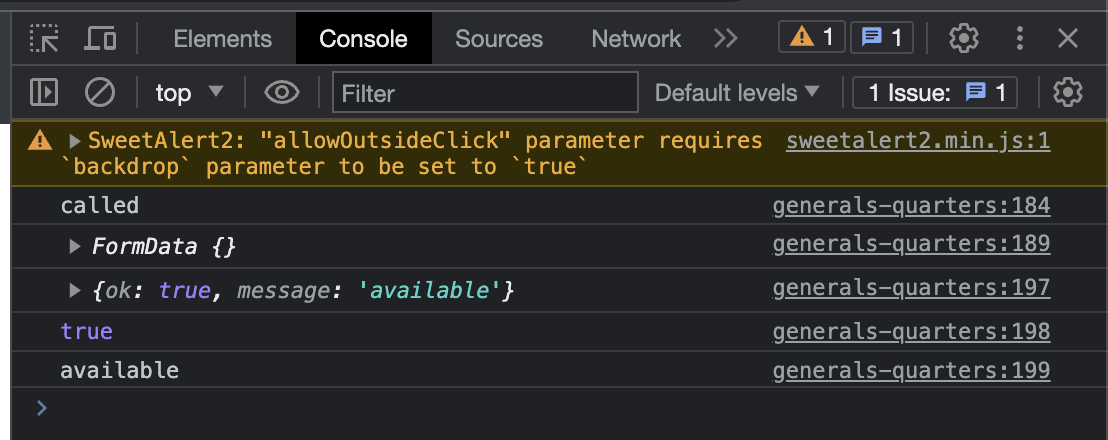 Elements Console Sources Network 1 1
top Filter Default levels 1 Issue: 1
SweetAlert2: "allowOutsideClick" parameter requires sweetalert2.min.js:1
`backdrop` parameter to be set to `true`
called generals-quarters:184
FormData {} generals-quarters:189
{ok: true, message: 'available'} generals-quarters:197
true generals-quarters:198
available generals-quarters:199